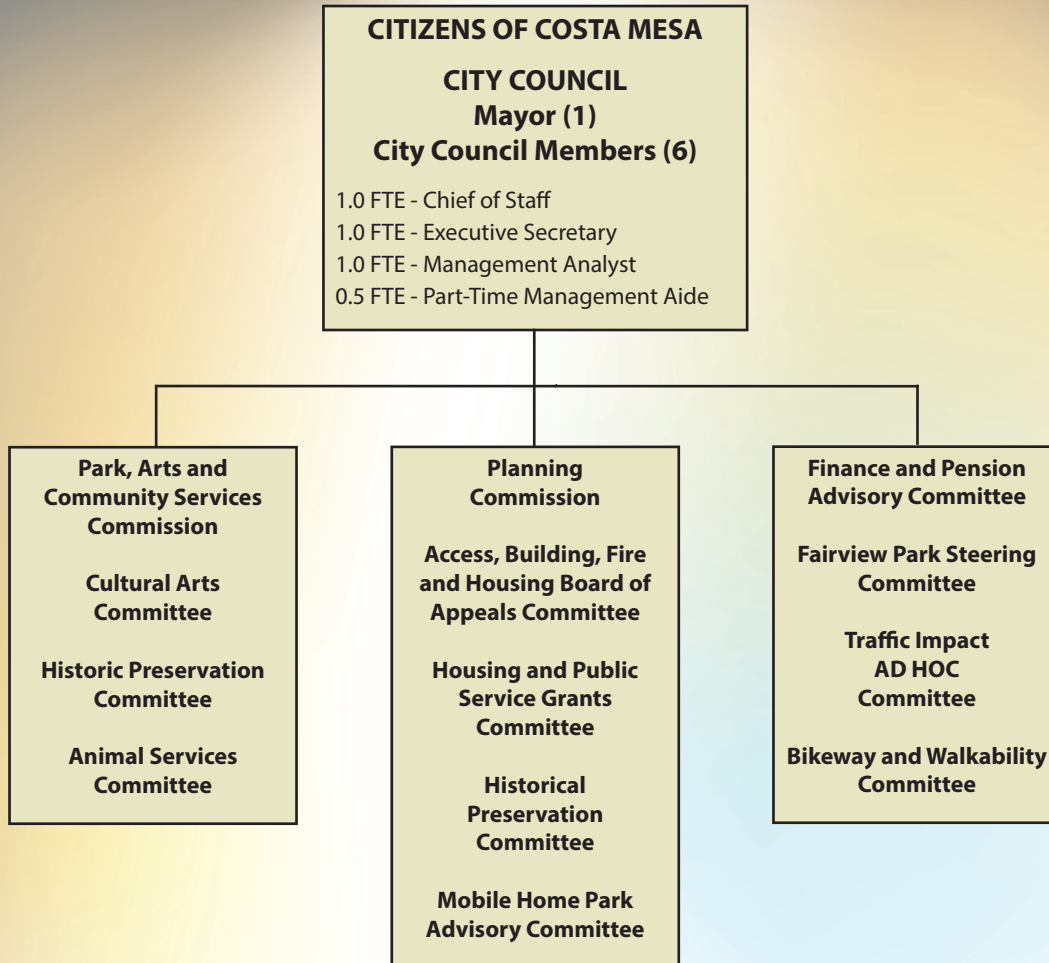 CITIZENS OF COSTA MESA
CITY COUNCIL
Mayor (1)
City Council Members (6)
1.0 FTE - Chief of Staff
1.0 FTE - Executive Secretary
1.0 FTE - Management Analyst
0.5 FTE - Part-Time Management Aide
Park, Arts and
Community Services
Commission
Cultural Arts
Committee
Historic Preservation
Committee
Animal Services
Committee
Planning
Commission
Access, Building, Fire
and Housing Board of
Appeals Committee
Housing and Public
Service Grants
Committee
Historical
Preservation
Committee
Mobile Home Park
Advisory Committee
Finance and Pension
Advisory Committee
Fairview Park Steering
Committee
Traffic Impact
AD HOC
Committee
Bikeway and Walkability
Committee